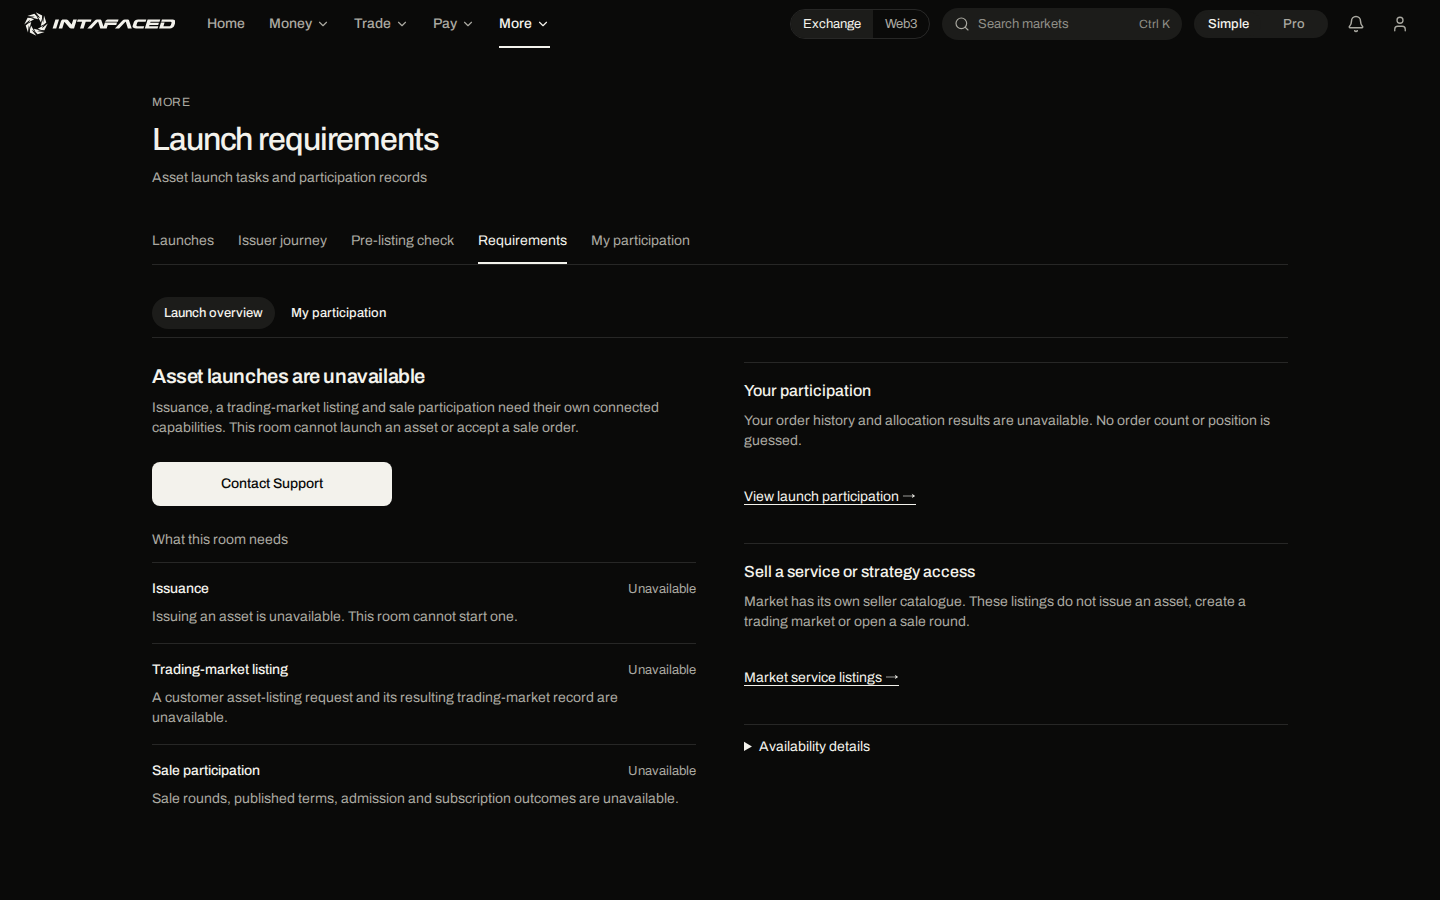 INTAFACED
Home
Money
Trade
Pay
More
Exchange
Web3
Search markets
Ctrl K
Simple
Pro
MORE
Launch requirements
Asset launch tasks and participation records
Launches
Issuer journey
Pre-listing check
Requirements
My participation
Launch overview
My participation
Asset launches are unavailable
Issuance, a trading-market listing and sale participation need their own connected
capabilities. This room cannot launch an asset or accept a sale order.
Contact Support
What this room needs
Issuance
Unavailable
Issuing an asset is unavailable. This room cannot start one.
Trading-market listing
Unavailable
A customer asset-listing request and its resulting trading-market record are
unavailable.
Sale participation
Unavailable
Sale rounds, published terms, admission and subscription outcomes are unavailable.
Your participation
Your order history and allocation results are unavailable. No order count or position is
guessed.
View launch participation →
Sell a service or strategy access
Market has its own seller catalogue. These listings do not issue an asset, create a
trading market or open a sale round.
Market service listings →
Availability details